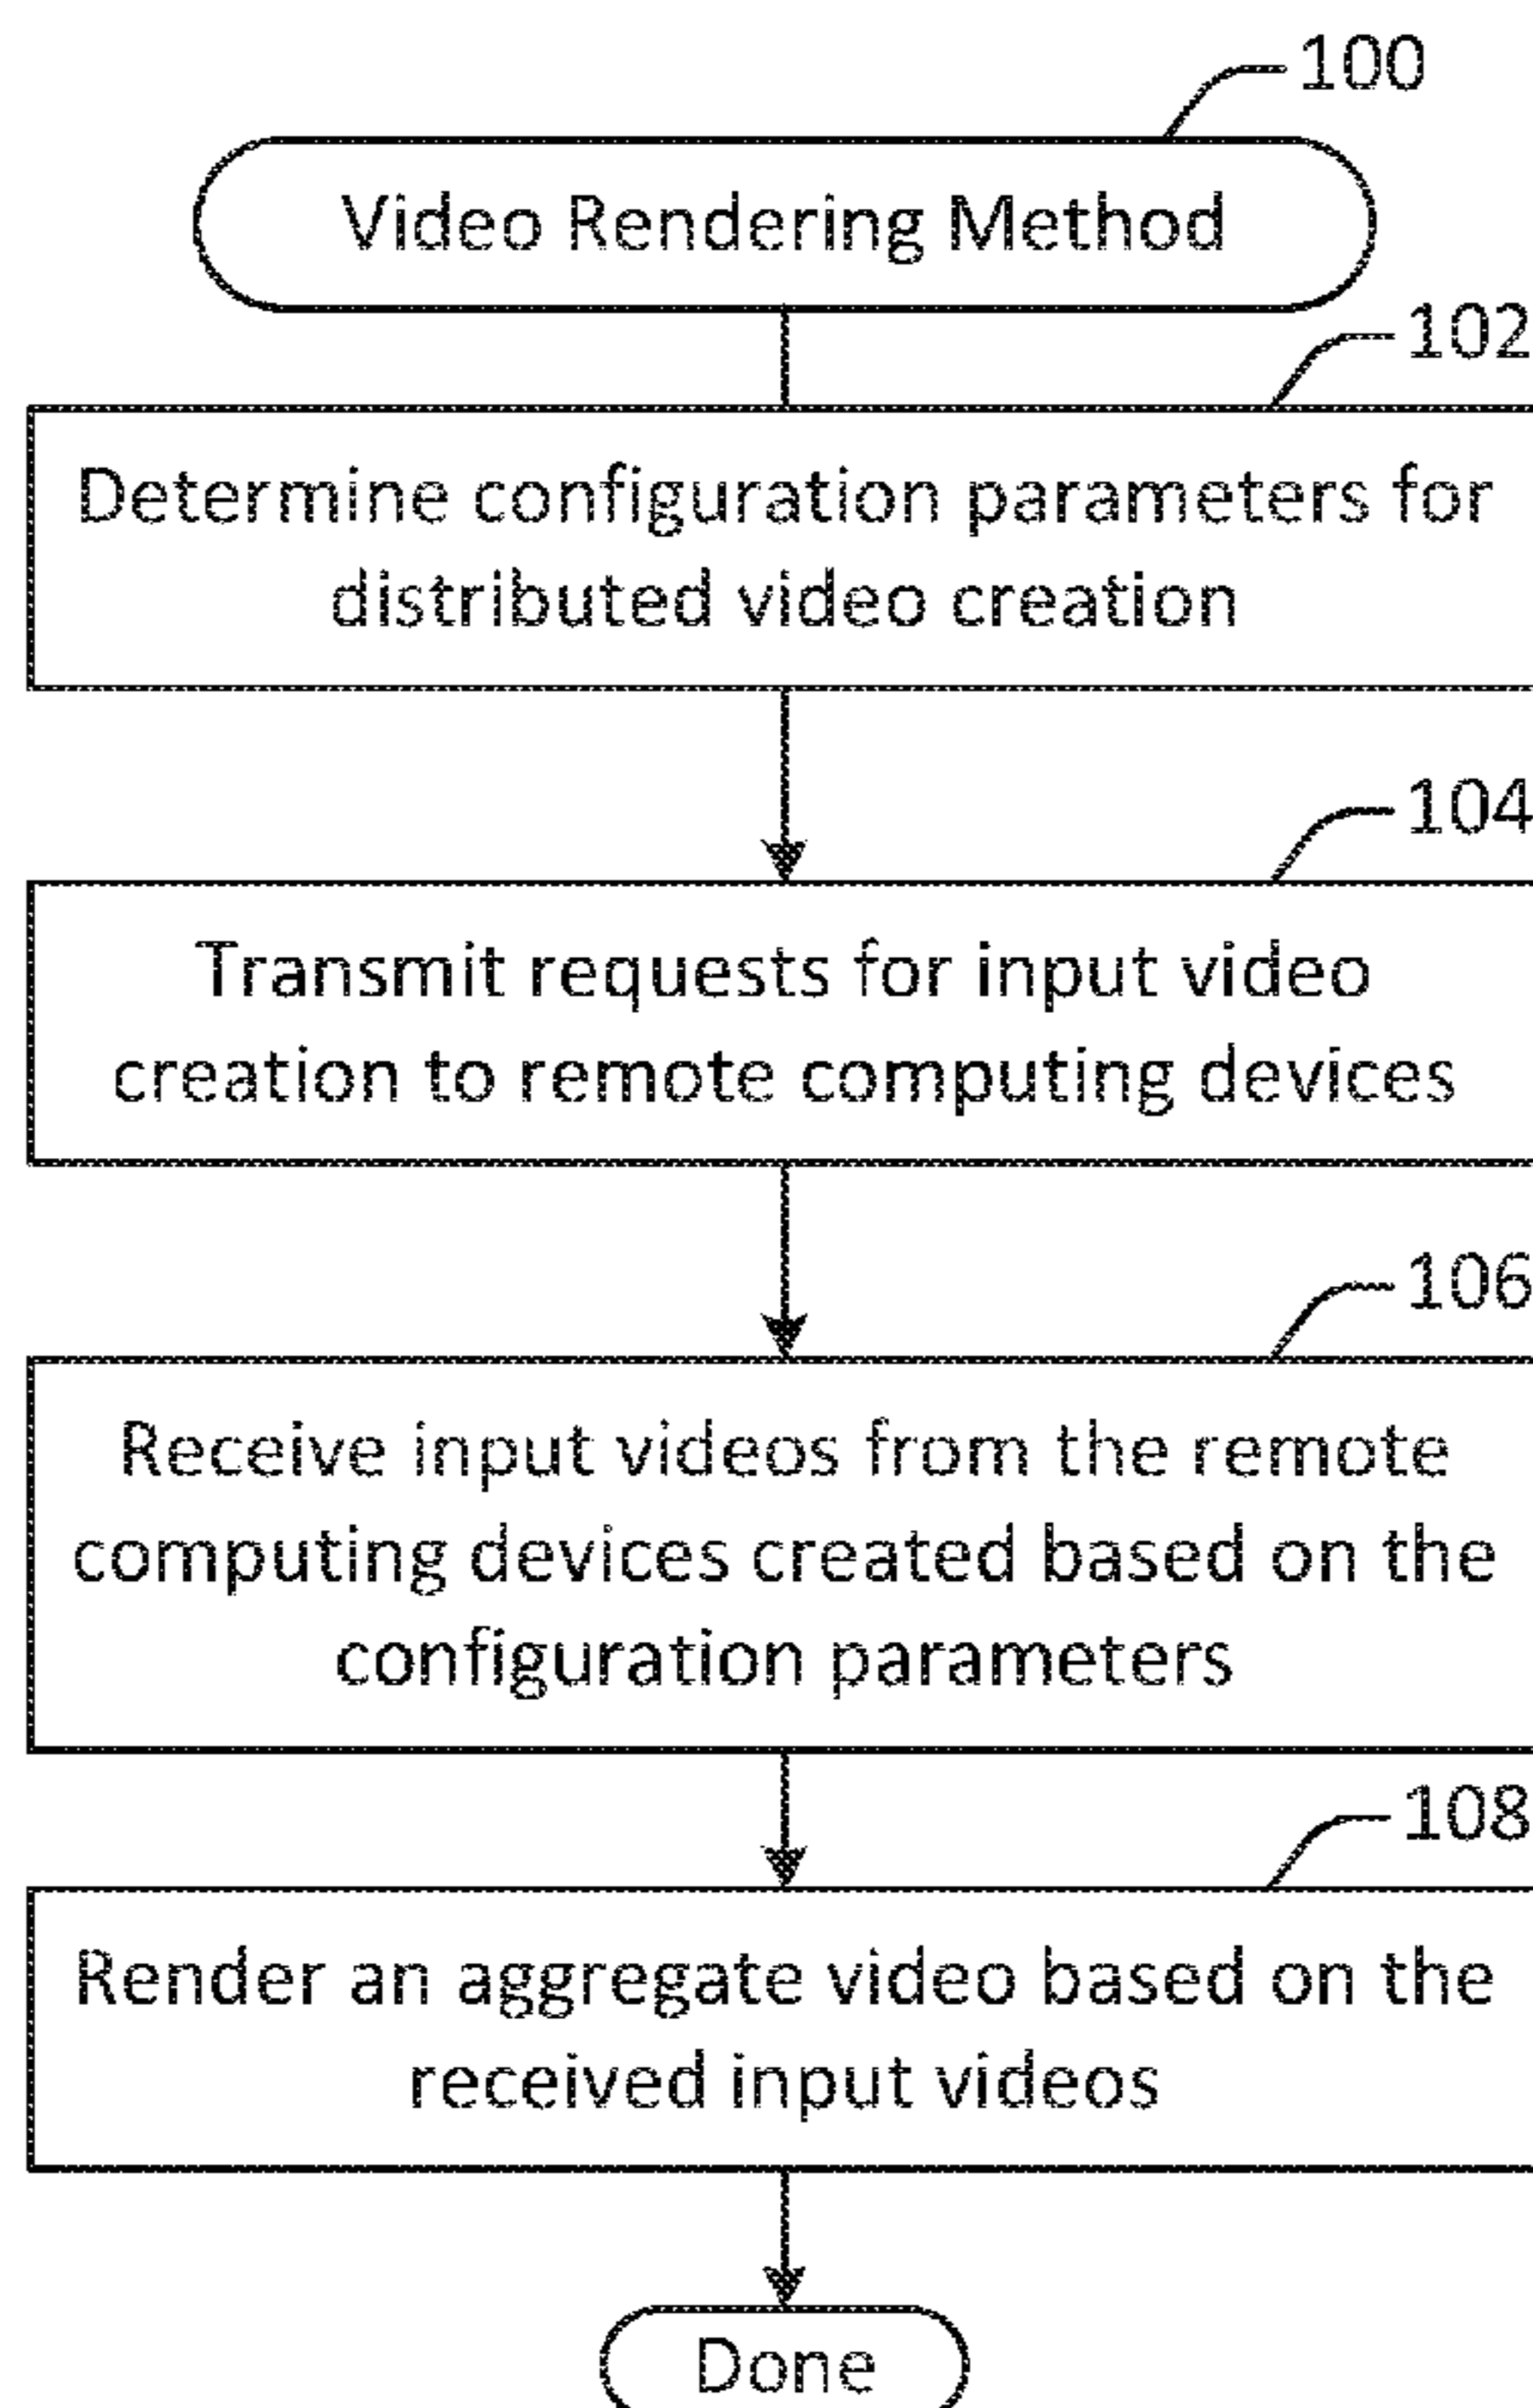 100
Video Rendering Method
102
Determine configuration parameters for
distributed video creation
104
Transmit requests for input video
creation to remote computing devices
106
Receive input videos from the remote
computing devices created based on the
configuration parameters
108
Render an aggregate video based on the
received input videos
Done